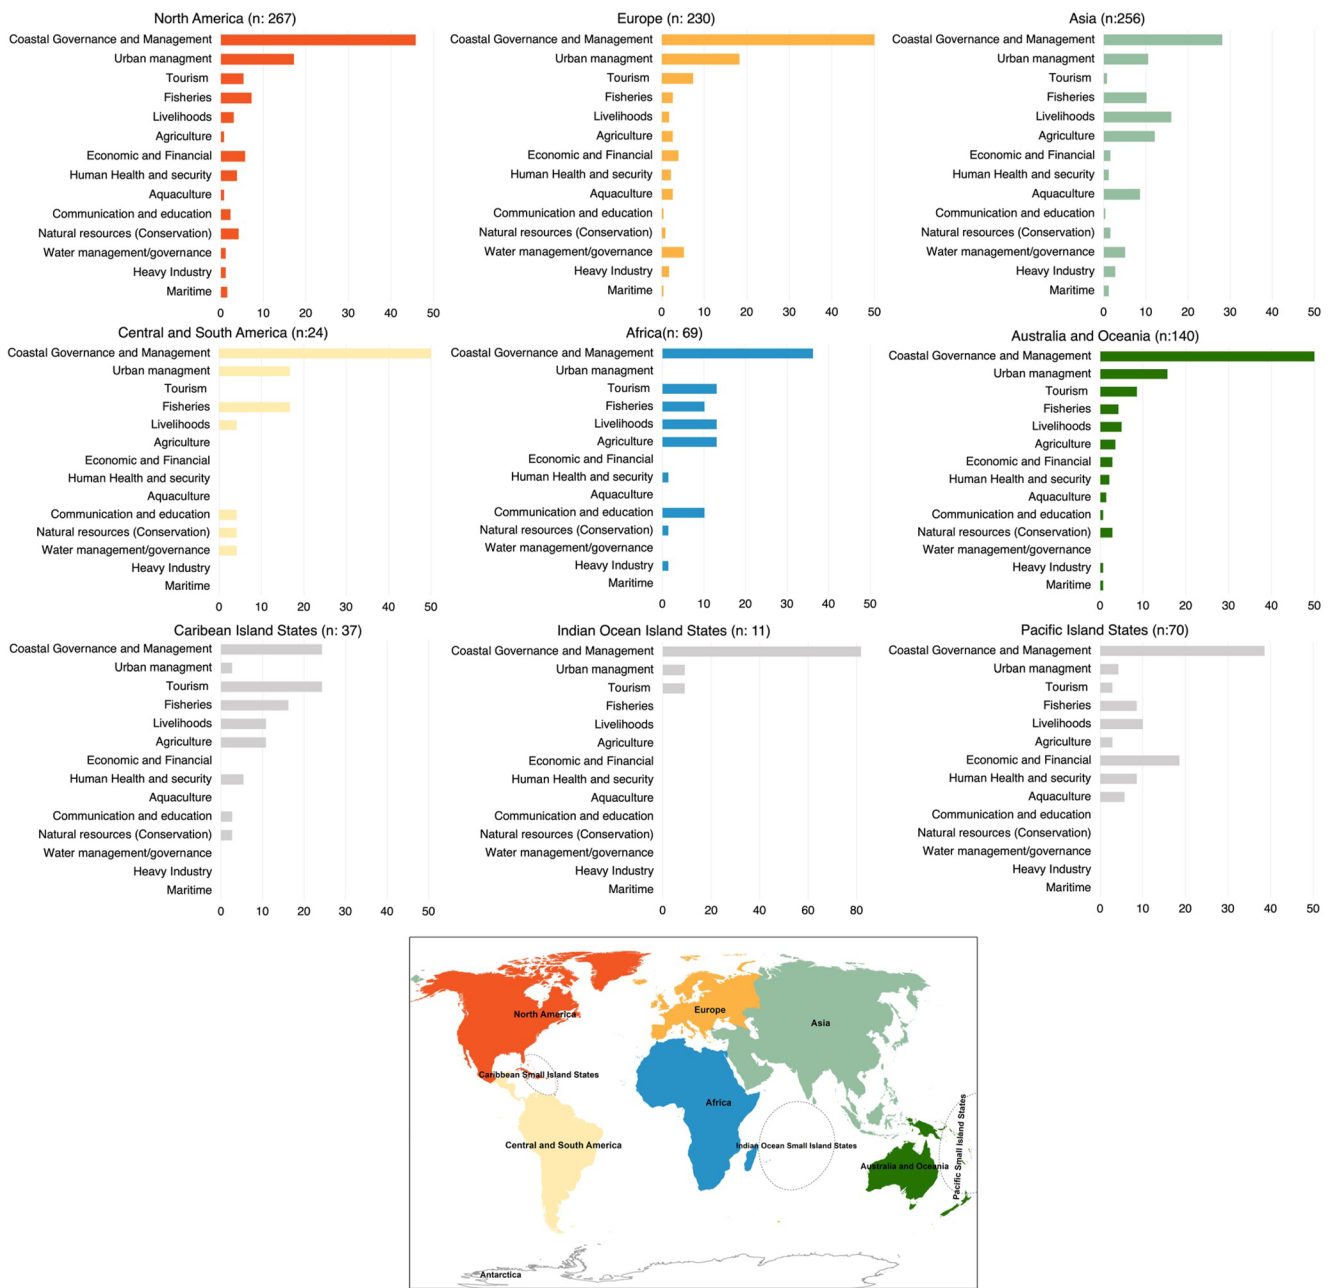 North America (n: 267)
Coastal Governance and Management
Urban managment
Tourism
Fisheries
Livelihoods
Agriculture
Economic and Financial
Human Health and security
Aquaculture
Communication and education
Natural resources (Conservation)
Water management/governance
Heavy Industry
Maritime
0 10 20 30 40 50
Europe (n: 230)
Coastal Governance and Management
Urban managment
Tourism
Fisheries
Livelihoods
Agriculture
Economic and Financial
Human Health and security
Aquaculture
Communication and education
Natural resources (Conservation)
Water management/governance
Heavy Industry
Maritime
0 10 20 30 40 50
Asia (n:256)
Coastal Governance and Management
Urban managment
Tourism
Fisheries
Livelihoods
Agriculture
Economic and Financial
Human Health and security
Aquaculture
Communication and education
Natural resources (Conservation)
Water management/governance
Heavy Industry
Maritime
0 10 20 30 40 50
Central and South America (n:24)
Coastal Governance and Management
Urban managment
Tourism
Fisheries
Livelihoods
Agriculture
Economic and Financial
Human Health and security
Aquaculture
Communication and education
Natural resources (Conservation)
Water management/governance
Heavy Industry
Maritime
0 10 20 30 40 50
Africa(n: 69)
Coastal Governance and Management
Urban managment
Tourism
Fisheries
Livelihoods
Agriculture
Economic and Financial
Human Health and security
Aquaculture
Communication and education
Natural resources (Conservation)
Water management/governance
Heavy Industry
Maritime
0 10 20 30 40 50
Australia and Oceania (n:140)
Coastal Governance and Management
Urban managment
Tourism
Fisheries
Livelihoods
Agriculture
Economic and Financial
Human Health and security
Aquaculture
Communication and education
Natural resources (Conservation)
Water management/governance
Heavy Industry
Maritime
0 10 20 30 40 50
Caribean Island States (n: 37)
Coastal Governance and Management
Urban managment
Tourism
Fisheries
Livelihoods
Agriculture
Economic and Financial
Human Health and security
Aquaculture
Communication and education
Natural resources (Conservation)
Water management/governance
Heavy Industry
Maritime
0 10 20 30 40 50
Indian Ocean Island States (n: 11)
Coastal Governance and Management
Urban managment
Tourism
Fisheries
Livelihoods
Agriculture
Economic and Financial
Human Health and security
Aquaculture
Communication and education
Natural resources (Conservation)
Water management/governance
Heavy Industry
Maritime
0 20 40 60 80
Pacific Island States (n:70)
Coastal Governance and Management
Urban managment
Tourism
Fisheries
Livelihoods
Agriculture
Economic and Financial
Human Health and security
Aquaculture
Communication and education
Natural resources (Conservation)
Water management/governance
Heavy Industry
Maritime
0 10 20 30 40 50
North America
Europe
Asia
Caribbean Small Island States
Africa
Central and South America
Indian Ocean Small Island States
Australia and Oceania
Pacific Small Island States
Antarctica